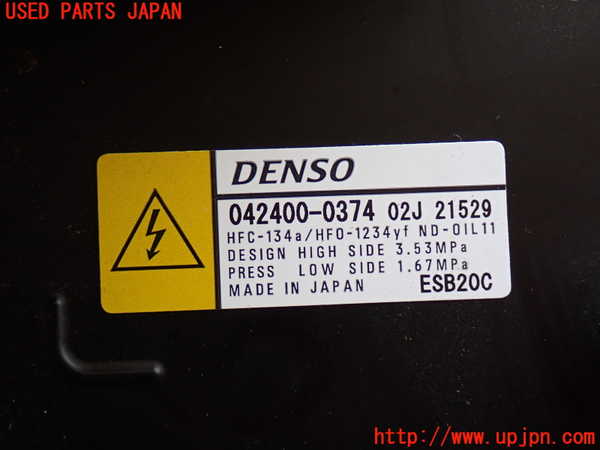 USED PARTS JAPAN
DENSO
042400-0374 02J 21529
HFC-134a/HFO-1234yf ND-OIL11
DESIGN HIGH SIDE 3.53MPa
PRESS LOW SIDE 1.67MPa
MADE IN JAPAN ESB20C
http://www.upjpn.com/